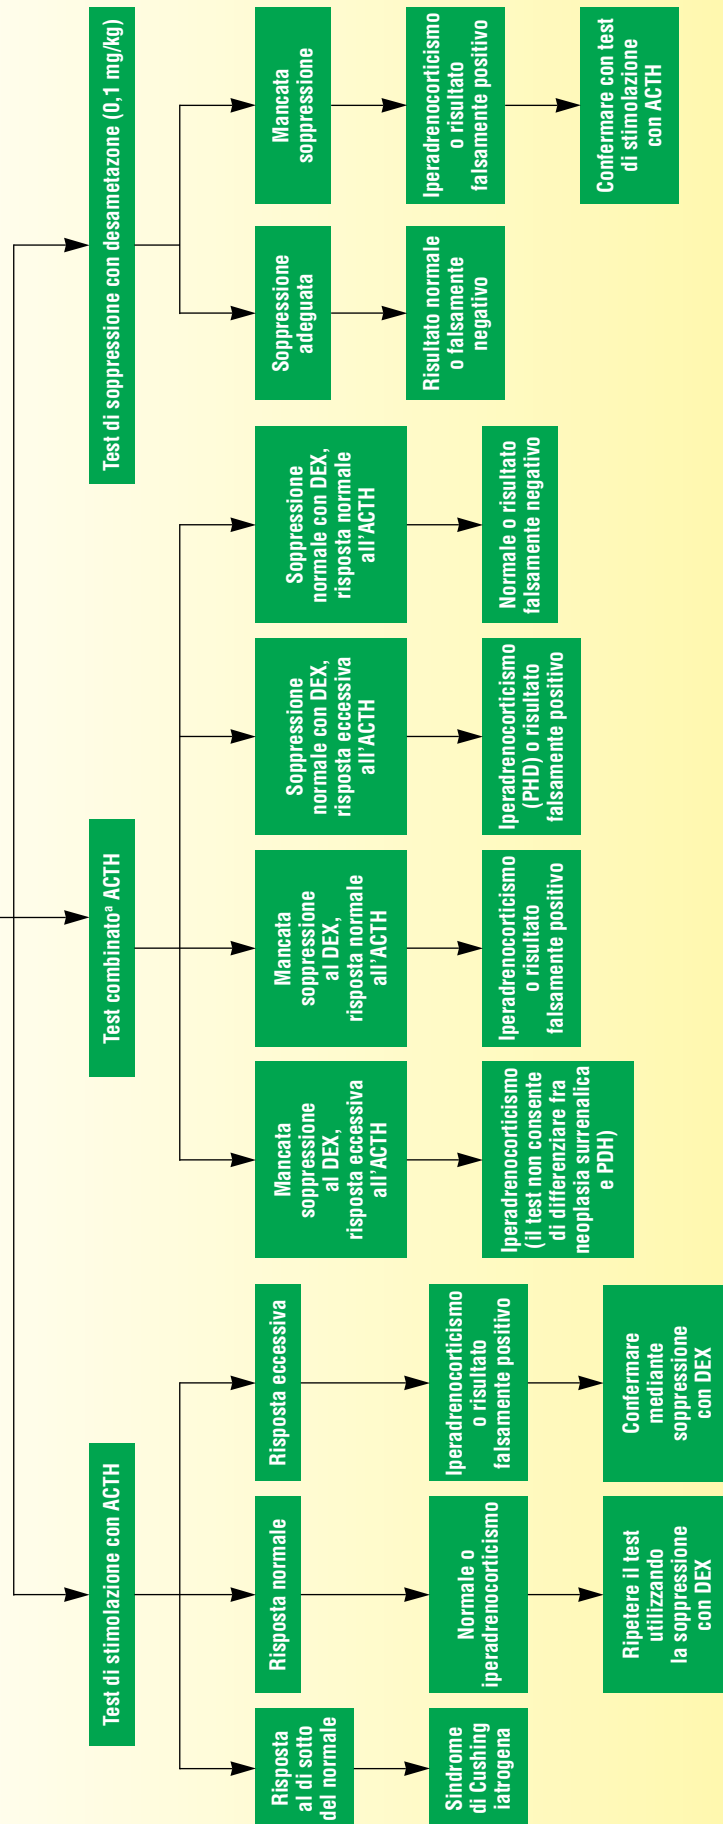 Test di stimolazione con ACTH
Risposta
al di sotto
del normale
Sindrome
di Cushing
iatrogena
Risposta normale
Normale o
iperadrenocorticismo
Ripetere il test
utilizzando
la soppressione
con DEX
Risposta eccessiva
Iperadrenocorticismo
o risultato
falsamente positivo
Confermare
mediante
soppressione
con DEX
Test combinatoª ACTH
Mancata
soppressione
al DEX,
risposta eccessiva
all'ACTH
Iperadrenocorticismo
(il test non consente
di differenziare fra
neoplasia surrenalica
e PDH)
Mancata
soppressione
al DEX,
risposta normale
all'ACTH
Iperadrenocorticismo
o risultato
falsamente positivo
Soppressione
normale con DEX,
risposta eccessiva
all'ACTH
Iperadrenocorticismo
(PHD) o risultato
falsamente positivo
Soppressione
normale con DEX,
risposta normale
all'ACTH
Normale o risultato
falsamente negativo
Test di soppressione con desametazone (0,1 mg/kg)
Soppressione
adeguata
Risultato normale
o falsamente
negativo
Mancata
soppressione
Iperadrenocorticismo
o risultato
falsamente positivo
Confermare con test
di stimolazione
con ACTH